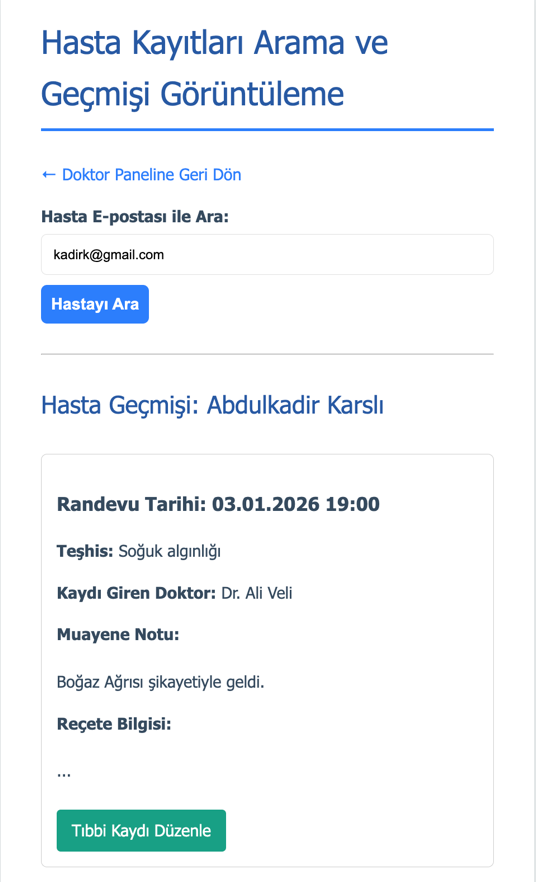 Hasta Kayıtları Arama ve
Geçmişi Görüntüleme
← Doktor Paneline Geri Dön
Hasta E-postası ile Ara:
kadirk@gmail.com
Hastayı Ara
Hasta Geçmişi: Abdulkadir Karslı
Randevu Tarihi: 03.01.2026 19:00
Teşhis: Soğuk algınlığı
Kaydı Giren Doktor: Dr. Ali Veli
Muayene Notu:
Boğaz Ağrısı şikayetiyle geldi.
Reçete Bilgisi:
...
Tıbbi Kaydı Düzenle